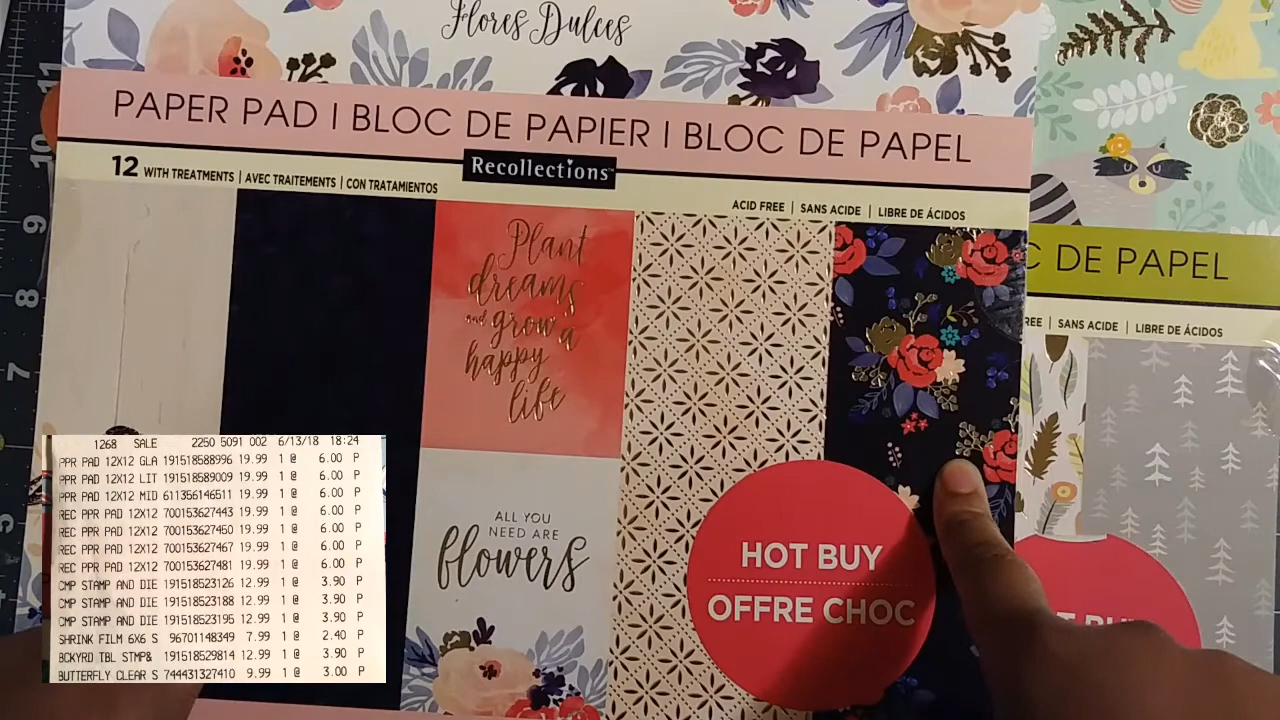 Flores Dulces
PAPER PAD | BLOC DE PAPIER | BLOC DE PAPEL
Recollections™
12 WITH TREATMENTS | AVEC TRAITEMENTS | CON TRATAMIENTOS
ACID FREE | SANS ACIDE | LIBRE DE ÁCIDOS
Plant
dreams
and grow a
happy
life
ALL YOU
NEED ARE
flowers
HOT BUY
OFFRE CHOC
C DE PAPEL
REE | SANS ACIDE | LIBRE DE ÁCIDOS
11
10
9
8
7
5
1268 SALE 2250 5091 002 6/13/18 18:24
PPR PAD 12X12 GLA 191518588996 19.99 1 @ 6.00 P
PPR PAD 12X12 LIT 191518589009 19.99 1 @ 6.00 P
PPR PAD 12X12 MID 611356146511 19.99 1 @ 6.00 P
REC PPR PAD 12X12 700153627443 19.99 1 @ 6.00 P
REC PPR PAD 12X12 700153627450 19.99 1 @ 6.00 P
REC PPR PAD 12X12 700153627467 19.99 1 @ 6.00 P
REC PPR PAD 12X12 700153627481 19.99 1 @ 6.00 P
CMP STAMP AND DIE 191518523126 12.99 1 @ 3.90 P
CMP STAMP AND DIE 191518523188 12.99 1 @ 3.90 P
CMP STAMP AND DIE 191518523195 12.99 1 @ 3.90 P
SHRINK FILM 6X6 S 96701148349 7.99 1 @ 2.40 P
BCKYRD TBL STMP& 191518529814 12.99 1 @ 3.90 P
BUTTERFLY CLEAR S 744431327410 9.99 1 @ 3.00 P